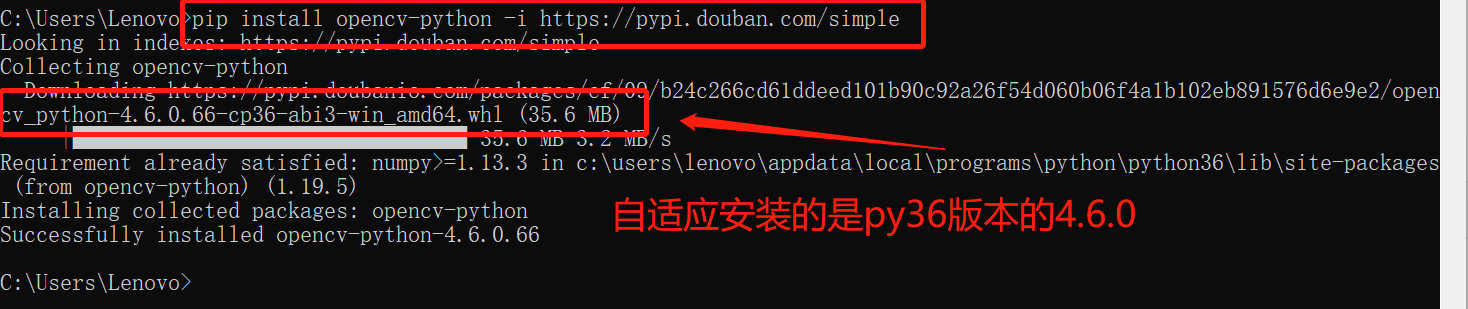 C:\Users\Lenovo>pip install opencv-python -i https://pypi.douban.com/simple
Looking in indexes: https://pypi.douban.com/simple
Collecting opencv-python
Downloading https://pypi.doubanio.com/packages/cf/09/b24c266cd61ddeed101b90c92a26f54d060b06f4a1b102eb891576d6e9e2/open
cv_python-4.6.0.66-cp36-abi3-win_amd64.whl (35.6 MB)
35.6 MB 3.2 MB/s
Requirement already satisfied: numpy>=1.13.3 in c:\users\lenovo\appdata\local\programs\python\python36\lib\site-packages
(from opencv-python) (1.19.5)
Installing collected packages: opencv-python
自适应安装的是py36版本的4.6.0
Successfully installed opencv-python-4.6.0.66
C:\Users\Lenovo>